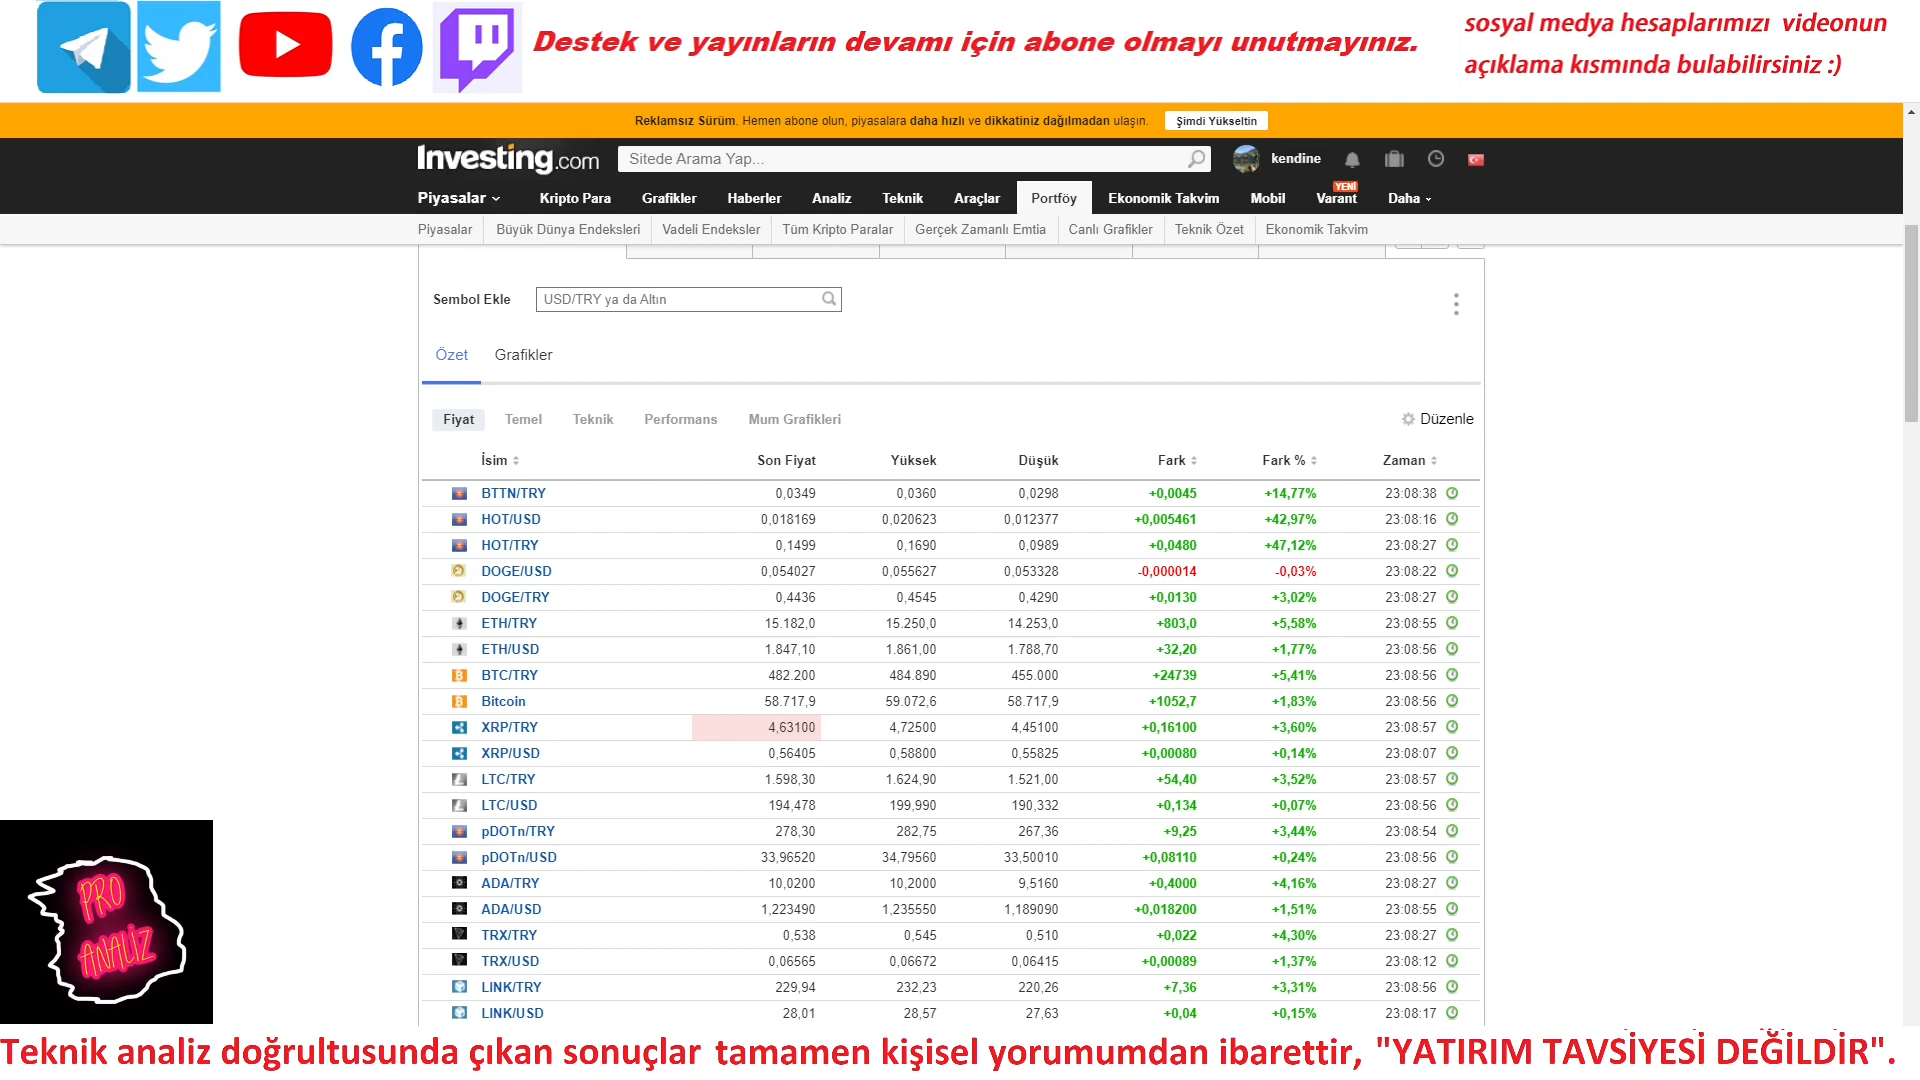 Destek ve yayınların devamı için abone olmayı unutmayınız.
sosyal medya hesaplarımızı videonun
açıklama kısmında bulabilirsiniz :)
Reklamsız Sürüm. Hemen abone olun, piyasalara daha hızlı ve dikkatiniz dağılmadan ulaşın. Şimdi Yükseltin
Investing.com Sitede Arama Yap... kendine
YENİ
Piyasalar Kripto Para Grafikler Haberler Analiz Teknik Araçlar Portföy Ekonomik Takvim Mobil Varant Daha
Piyasalar Büyük Dünya Endeksleri Vadeli Endeksler Tüm Kripto Paralar Gerçek Zamanlı Emtia Canlı Grafikler Teknik Özet Ekonomik Takvim
Sembol Ekle USD/TRY ya da Altın
Özet Grafikler
Fiyat Temel Teknik Performans Mum Grafikleri Düzenle
İsim Son Fiyat Yüksek Düşük Fark Fark % Zaman
BTTN/TRY 0,0349 0,0360 0,0298 +0,0045 +14,77% 23:08:38
HOT/USD 0,018169 0,020623 0,012377 +0,005461 +42,97% 23:08:16
HOT/TRY 0,1499 0,1690 0,0989 +0,0480 +47,12% 23:08:27
DOGE/USD 0,054027 0,055627 0,053328 -0,000014 -0,03% 23:08:22
DOGE/TRY 0,4436 0,4545 0,4290 +0,0130 +3,02% 23:08:27
ETH/TRY 15.182,0 15.250,0 14.253,0 +803,0 +5,58% 23:08:55
ETH/USD 1.847,10 1.861,00 1.788,70 +32,20 +1,77% 23:08:56
BTC/TRY 482.200 484.890 455.000 +24739 +5,41% 23:08:56
Bitcoin 58.717,9 59.072,6 58.717,9 +1052,7 +1,83% 23:08:56
XRP/TRY 4,63100 4,72500 4,45100 +0,16100 +3,60% 23:08:57
XRP/USD 0,56405 0,58800 0,55825 +0,00080 +0,14% 23:08:07
LTC/TRY 1.598,30 1.624,90 1.521,00 +54,40 +3,52% 23:08:57
LTC/USD 194,478 199,990 190,332 +0,134 +0,07% 23:08:56
pDOTn/TRY 278,30 282,75 267,36 +9,25 +3,44% 23:08:54
pDOTn/USD 33,96520 34,79560 33,50010 +0,08110 +0,24% 23:08:56
ADA/TRY 10,0200 10,2000 9,5160 +0,4000 +4,16% 23:08:27
ADA/USD 1,223490 1,235550 1,189090 +0,018200 +1,51% 23:08:55
TRX/TRY 0,538 0,545 0,510 +0,022 +4,30% 23:08:27
TRX/USD 0,06565 0,06672 0,06415 +0,00089 +1,37% 23:08:12
LINK/TRY 229,94 232,23 220,26 +7,36 +3,31% 23:08:56
LINK/USD 28,01 28,57 27,63 +0,04 +0,15% 23:08:17
PRO
ANALİZ
Teknik analiz doğrultusunda çıkan sonuçlar tamamen kişisel yorumumdan ibarettir, "YATIRIM TAVSİYESİ DEĞİLDİR".